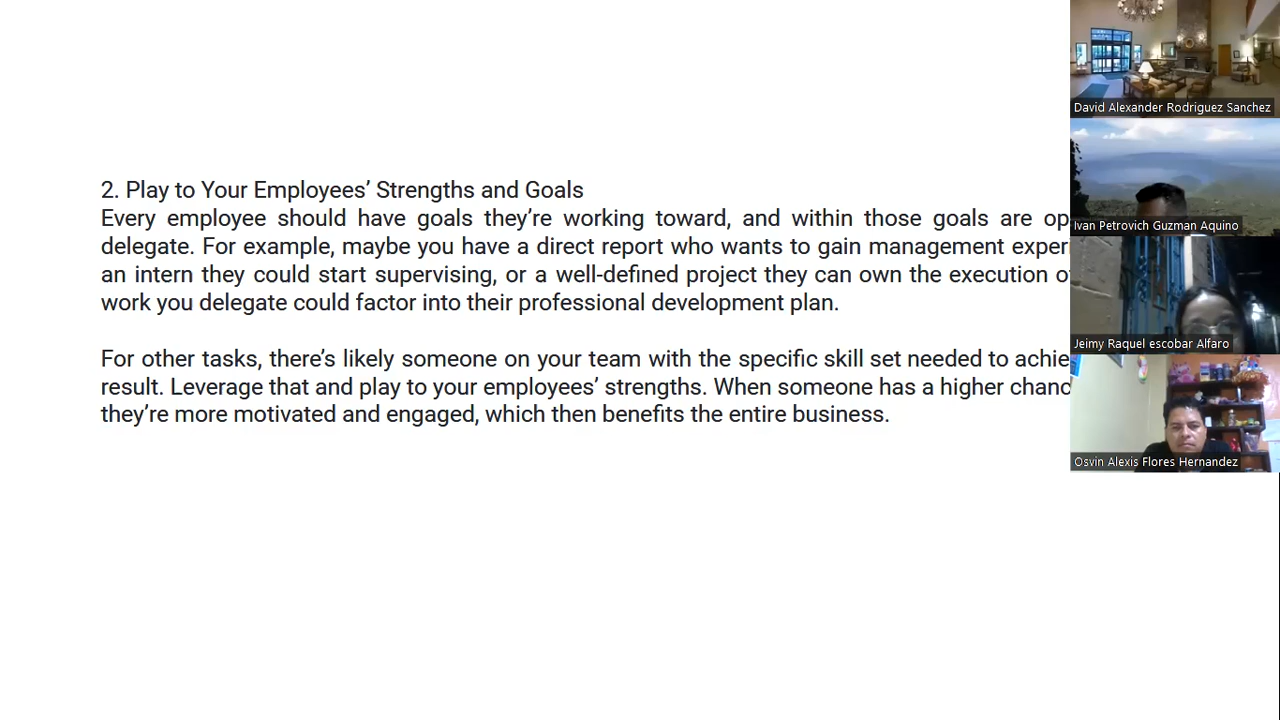 2. Play to Your Employees’ Strengths and Goals
Every employee should have goals they’re working toward, and within those goals are
delegate. For example, maybe you have a direct report who wants to gain management
an intern they could start supervising, or a well-defined project they can own the execution
work you delegate could factor into their professional development plan.
For other tasks, there’s likely someone on your team with the specific skill set needed to
result. Leverage that and play to your employees’ strengths. When someone has a higher
they’re more motivated and engaged, which then benefits the entire business.
David Alexander Rodríguez Sanchez
Ivan Petrovich Guzman Aquino
Jeimy Raquel escobar Alfaro
Osvin Alexis Flores Hernandez